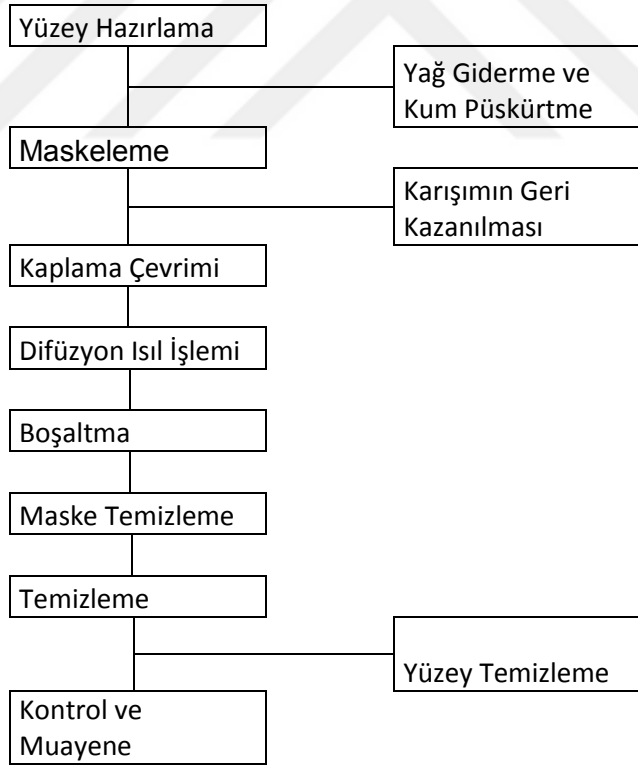 Yüzey Hazırlama
Yağ Giderme ve
Kum Püskürtme
Maskeleme
Karışımın Geri
Kazanılması
Kaplama Çevrimi
Difüzyon Isıl İşlemi
Boşaltma
Maske Temizleme
Temizleme
Yüzey Temizleme
Kontrol ve
Muayene